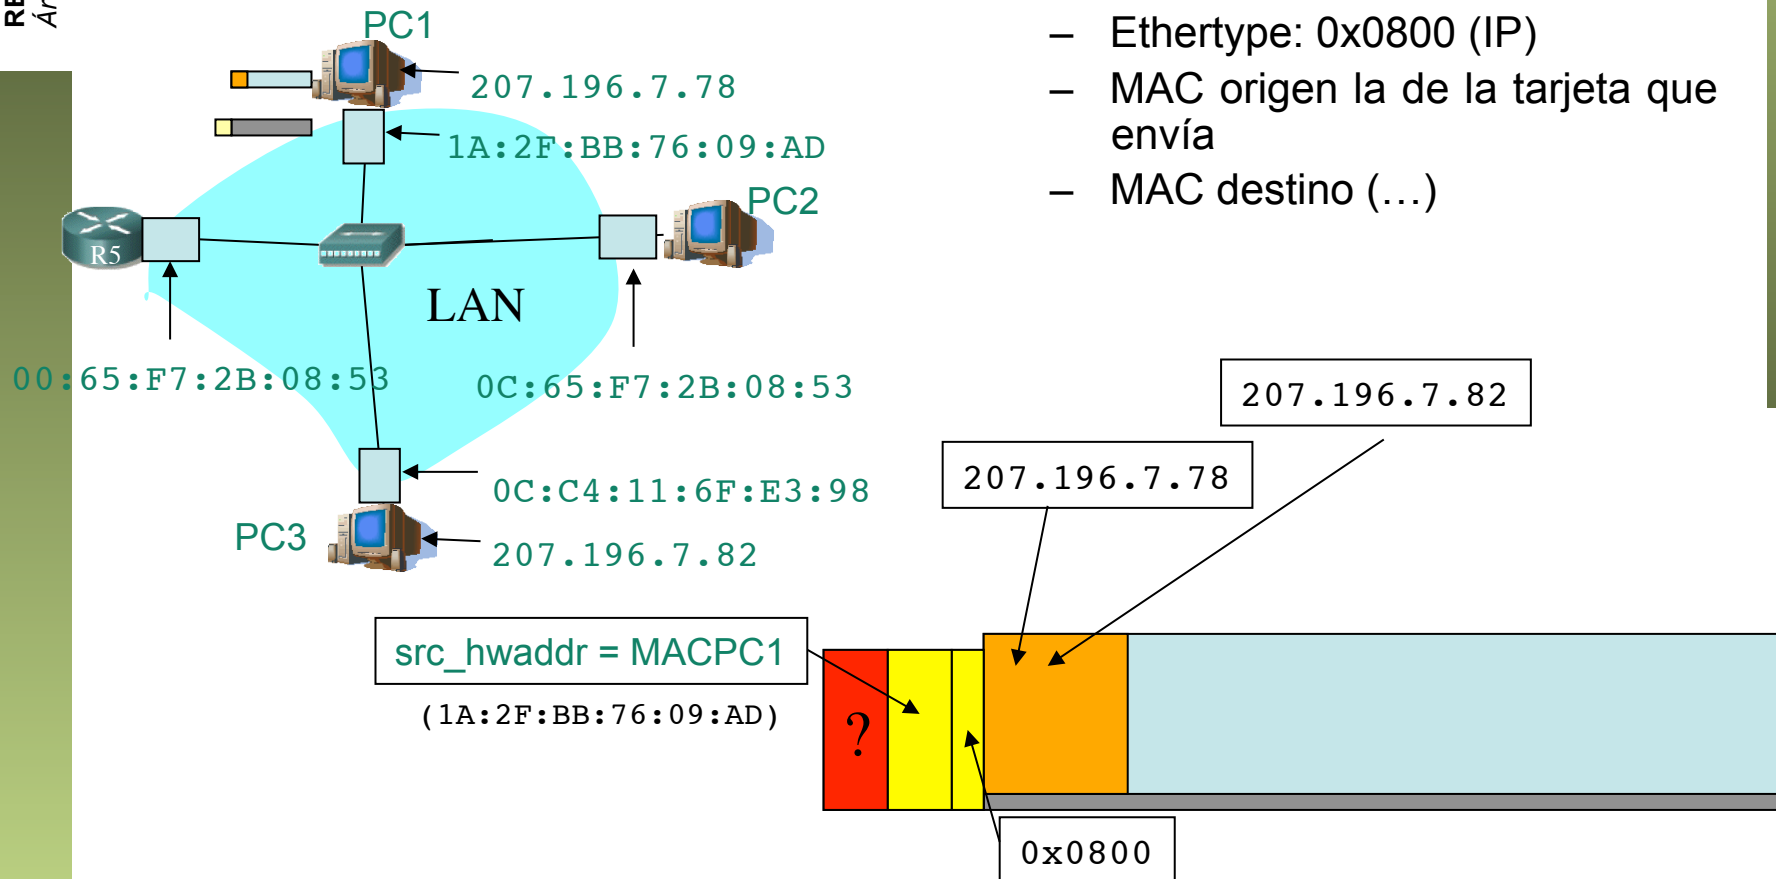 RE
Ár
PC1
207.196.7.78
1A:2F:BB:76:09:AD
PC2
R5
LAN
00:65:F7:2B:08:53
0C:65:F7:2B:08:53
0C:C4:11:6F:E3:98
PC3
207.196.7.82
– Ethertype: 0x0800 (IP)
– MAC origen la de la tarjeta que
envía
– MAC destino (…)
207.196.7.82
207.196.7.78
src_hwaddr = MACPC1
(1A:2F:BB:76:09:AD)
?
0x0800